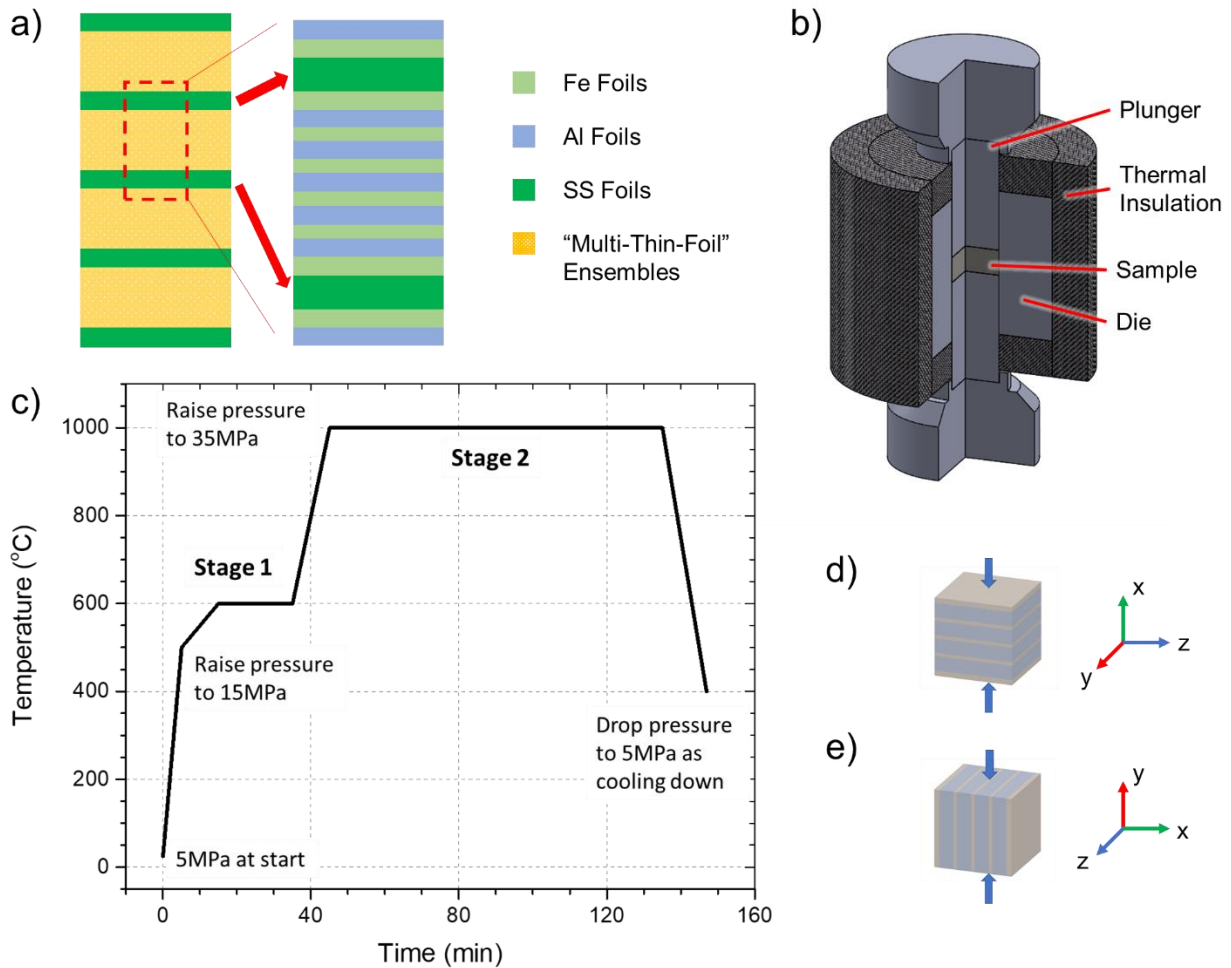 a)
Fe Foils
Al Foils
SS Foils
“Multi-Thin-Foil”
Ensembles
b)
Plunger
Thermal
Insulation
Sample
Die
c)
Raise pressure
to 35MPa
Stage 2
Stage 1
Raise pressure
to 15MPa
Drop pressure
to 5MPa as
cooling down
5MPa at start
1000
800
600
400
200
0
Temperature (°C)
0
40
80
120
160
Time (min)
d)
x
z
y
e)
y
x
z